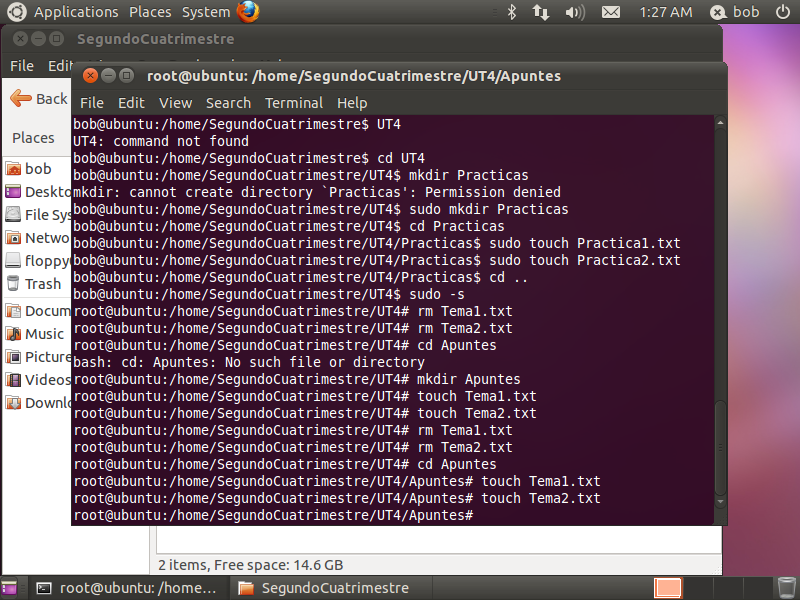 Applications Places System 1:27 AM bob
SegundoCuatrimestre
File Edit
root@ubuntu: /home/SegundoCuatrimestre/UT4/Apuntes
File Edit View Search Terminal Help
Back
Places
bob
Deskto
File Sys
Netwo
floppy
Trash
Docum
Music
Picture
Videos
Downlo
bob@ubuntu:/home/SegundoCuatrimestre$ UT4
UT4: command not found
bob@ubuntu:/home/SegundoCuatrimestre$ cd UT4
bob@ubuntu:/home/SegundoCuatrimestre/UT4$ mkdir Practicas
mkdir: cannot create directory `Practicas': Permission denied
bob@ubuntu:/home/SegundoCuatrimestre/UT4$ sudo mkdir Practicas
bob@ubuntu:/home/SegundoCuatrimestre/UT4$ cd Practicas
bob@ubuntu:/home/SegundoCuatrimestre/UT4/Practicas$ sudo touch Practica1.txt
bob@ubuntu:/home/SegundoCuatrimestre/UT4/Practicas$ sudo touch Practica2.txt
bob@ubuntu:/home/SegundoCuatrimestre/UT4/Practicas$ cd ..
bob@ubuntu:/home/SegundoCuatrimestre/UT4$ sudo -s
root@ubuntu:/home/SegundoCuatrimestre/UT4# rm Tema1.txt
root@ubuntu:/home/SegundoCuatrimestre/UT4# rm Tema2.txt
root@ubuntu:/home/SegundoCuatrimestre/UT4# cd Apuntes
bash: cd: Apuntes: No such file or directory
root@ubuntu:/home/SegundoCuatrimestre/UT4# mkdir Apuntes
root@ubuntu:/home/SegundoCuatrimestre/UT4# touch Tema1.txt
root@ubuntu:/home/SegundoCuatrimestre/UT4# touch Tema2.txt
root@ubuntu:/home/SegundoCuatrimestre/UT4# rm Tema1.txt
root@ubuntu:/home/SegundoCuatrimestre/UT4# rm Tema2.txt
root@ubuntu:/home/SegundoCuatrimestre/UT4# cd Apuntes
root@ubuntu:/home/SegundoCuatrimestre/UT4/Apuntes# touch Tema1.txt
root@ubuntu:/home/SegundoCuatrimestre/UT4/Apuntes# touch Tema2.txt
root@ubuntu:/home/SegundoCuatrimestre/UT4/Apuntes#
2 items, Free space: 14.6 GB
root@ubuntu: /home... SegundoCuatrimestre